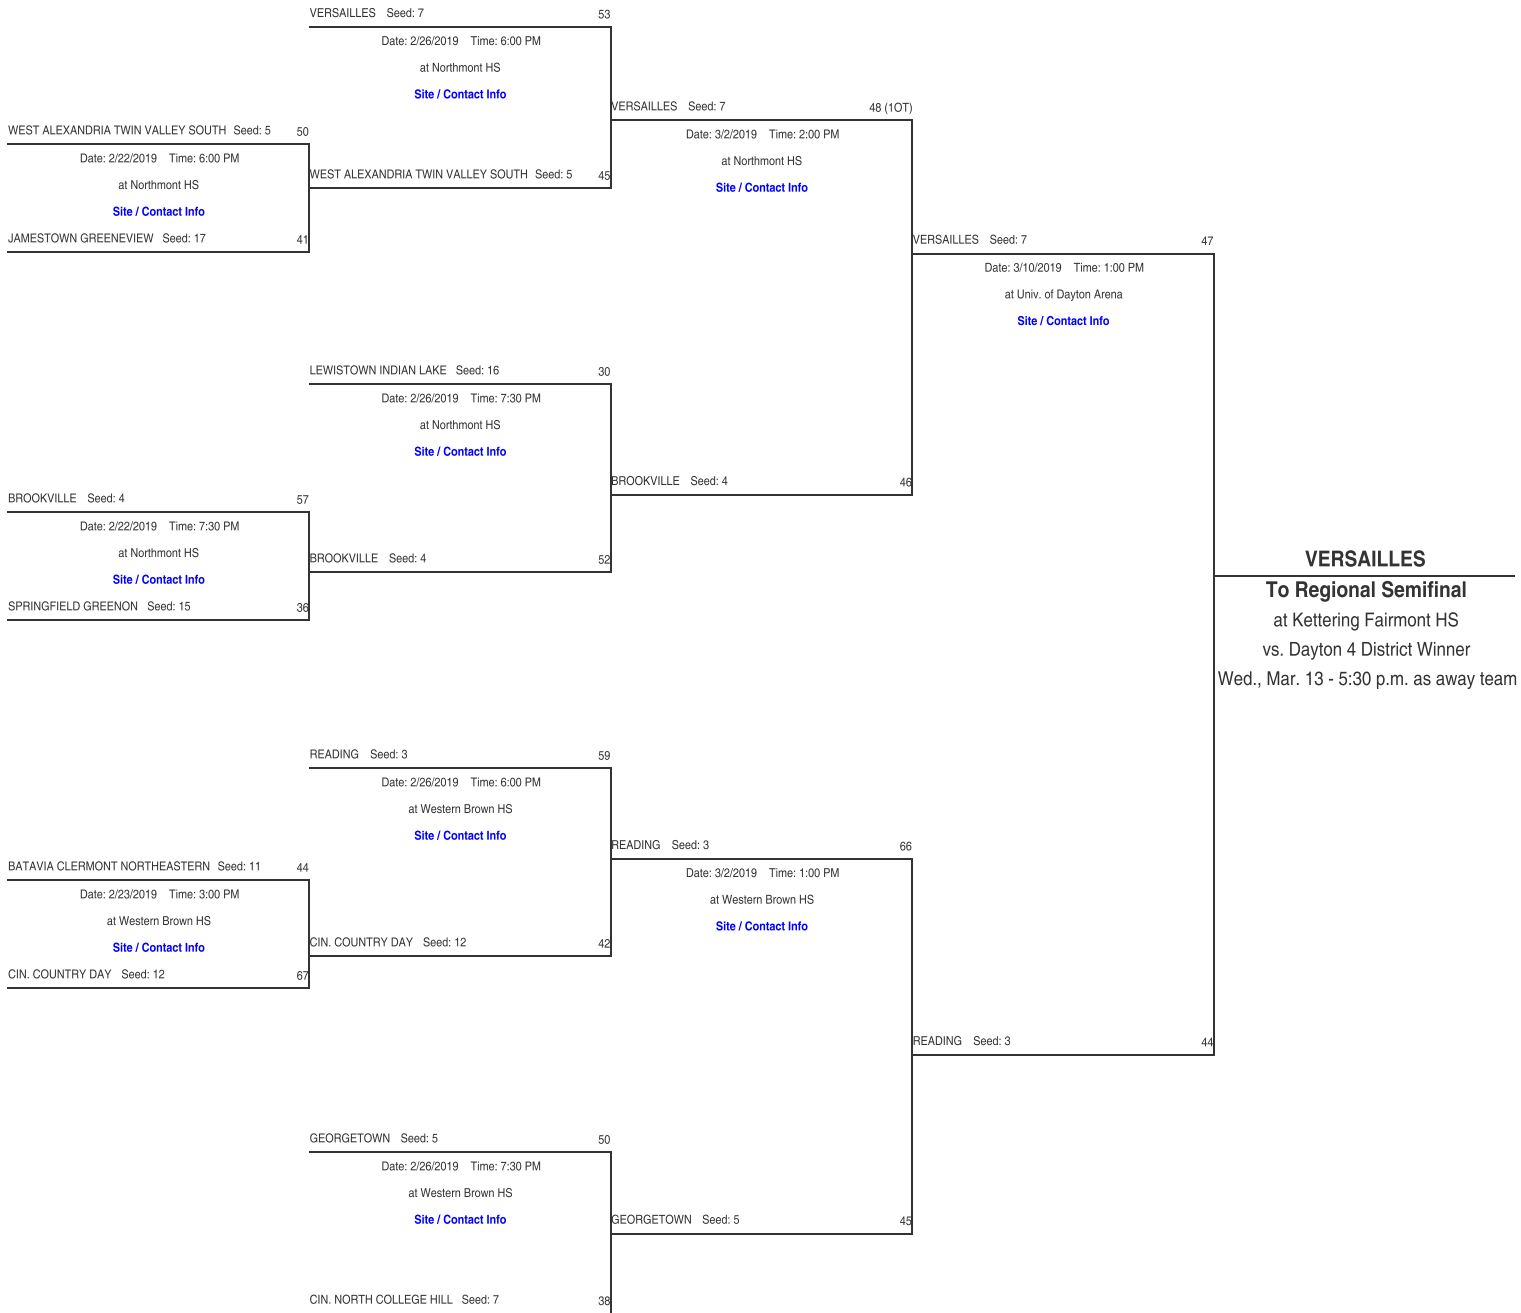 VERSAILLES Seed: 7 53
Date: 2/26/2019 Time: 6:00 PM
at Northmont HS
Site / Contact Info
VERSAILLES Seed: 7 48 (1OT)
WEST ALEXANDRIA TWIN VALLEY SOUTH Seed: 5 50
Date: 3/2/2019 Time: 2:00 PM
Date: 2/22/2019 Time: 6:00 PM
at Northmont HS
WEST ALEXANDRIA TWIN VALLEY SOUTH Seed: 5 45
at Northmont HS
Site / Contact Info
Site / Contact Info
JAMESTOWN GREENEVIEW Seed: 17 41
VERSAILLES Seed: 7 47
Date: 3/10/2019 Time: 1:00 PM
at Univ. of Dayton Arena
Site / Contact Info
LEWISTOWN INDIAN LAKE Seed: 16 30
Date: 2/26/2019 Time: 7:30 PM
at Northmont HS
Site / Contact Info
BROOKVILLE Seed: 4 46
BROOKVILLE Seed: 4 57
Date: 2/22/2019 Time: 7:30 PM
at Northmont HS
BROOKVILLE Seed: 4 52
Site / Contact Info
SPRINGFIELD GREENON Seed: 15 36
VERSAILLES
To Regional Semifinal
at Kettering Fairmont HS
vs. Dayton 4 District Winner
Wed., Mar. 13 - 5:30 p.m. as away team
READING Seed: 3 59
Date: 2/26/2019 Time: 6:00 PM
at Western Brown HS
Site / Contact Info
READING Seed: 3 66
BATAVIA CLERMONT NORTHEASTERN Seed: 11 44
Date: 3/2/2019 Time: 1:00 PM
Date: 2/23/2019 Time: 3:00 PM
at Western Brown HS
at Western Brown HS
Site / Contact Info
CIN. COUNTRY DAY Seed: 12 42
Site / Contact Info
CIN. COUNTRY DAY Seed: 12 67
READING Seed: 3 44
GEORGETOWN Seed: 5 50
Date: 2/26/2019 Time: 7:30 PM
at Western Brown HS
Site / Contact Info
GEORGETOWN Seed: 5 45
CIN. NORTH COLLEGE HILL Seed: 7 38